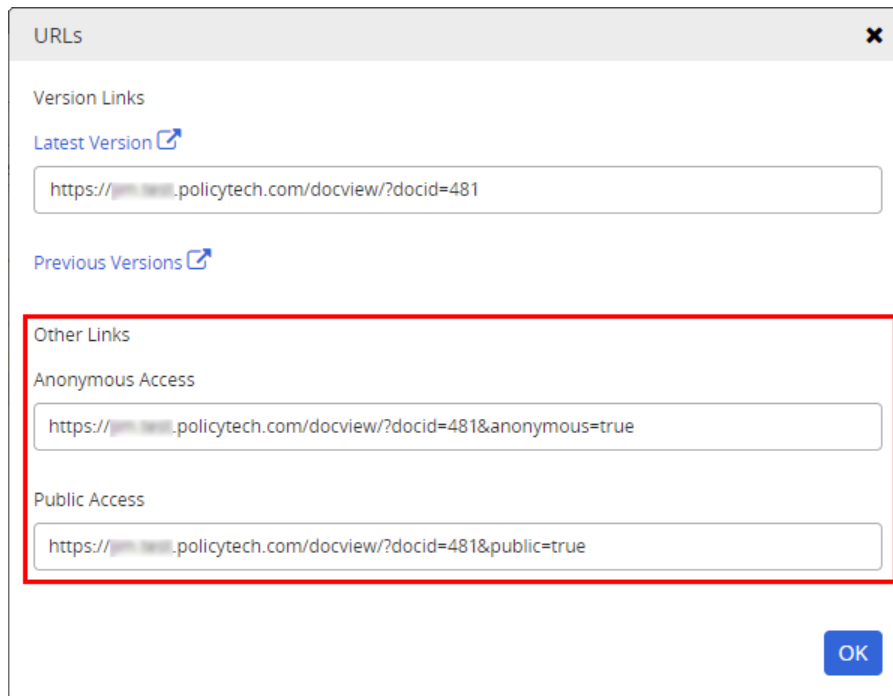 URLs
Version Links
Latest Version
https:// .policytech.com/docview/?docid=481
Previous Versions
Other Links
Anonymous Access
https:// .policytech.com/docview/?docid=481&anonymous=true
Public Access
https:// .policytech.com/docview/?docid=481&public=true
OK